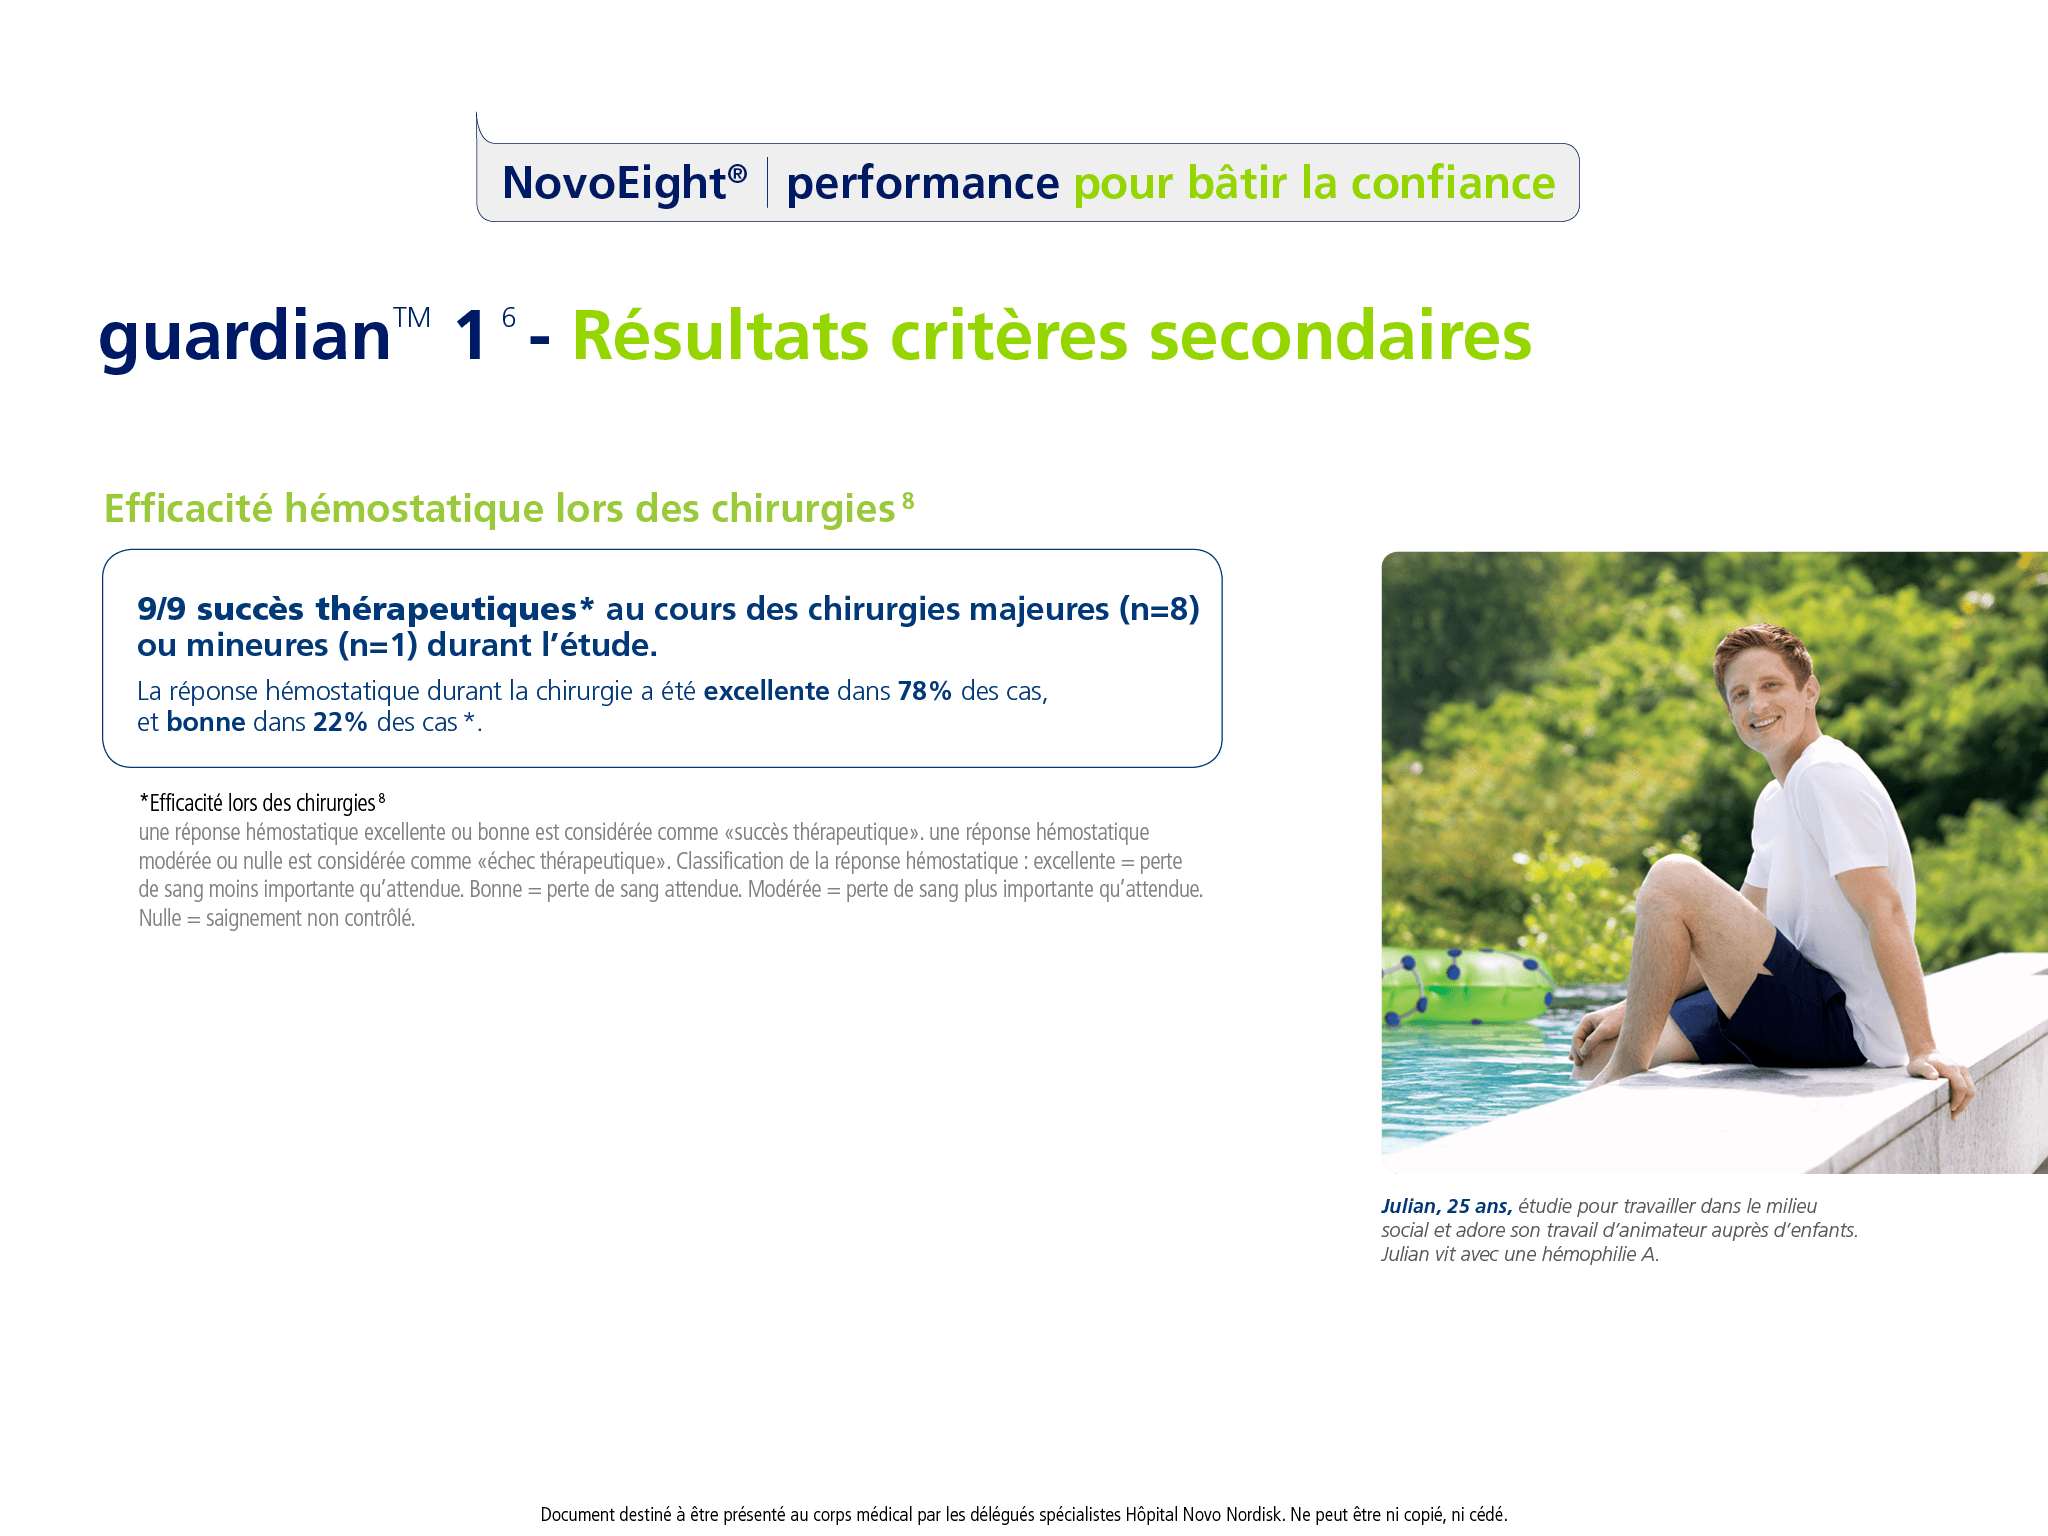 NovoEight® performance pour bâtir la confiance
guardian™ 1 6 - Résultats critères secondaires
Efficacité hémostatique lors des chirurgies 8
9/9 succès thérapeutiques* au cours des chirurgies majeures (n=8)
ou mineures (n=1) durant l’étude.
La réponse hémostatique durant la chirurgie a été excellente dans 78% des cas,
et bonne dans 22% des cas *.
*Efficacité lors des chirurgies 8
une réponse hémostatique excellente ou bonne est considérée comme «succès thérapeutique». une réponse hémostatique
modérée ou nulle est considérée comme «échec thérapeutique». Classification de la réponse hémostatique : excellente = perte
de sang moins importante qu’attendue. Bonne = perte de sang attendue. Modérée = perte de sang plus importante qu’attendue.
Nulle = saignement non contrôlé.
Julian, 25 ans, étudie pour travailler dans le milieu
social et adore son travail d’animateur auprès d’enfants.
Julian vit avec une hémophilie A.
Document destiné à être présenté au corps médical par les délégués spécialistes Hôpital Novo Nordisk. Ne peut être ni copié, ni cédé.